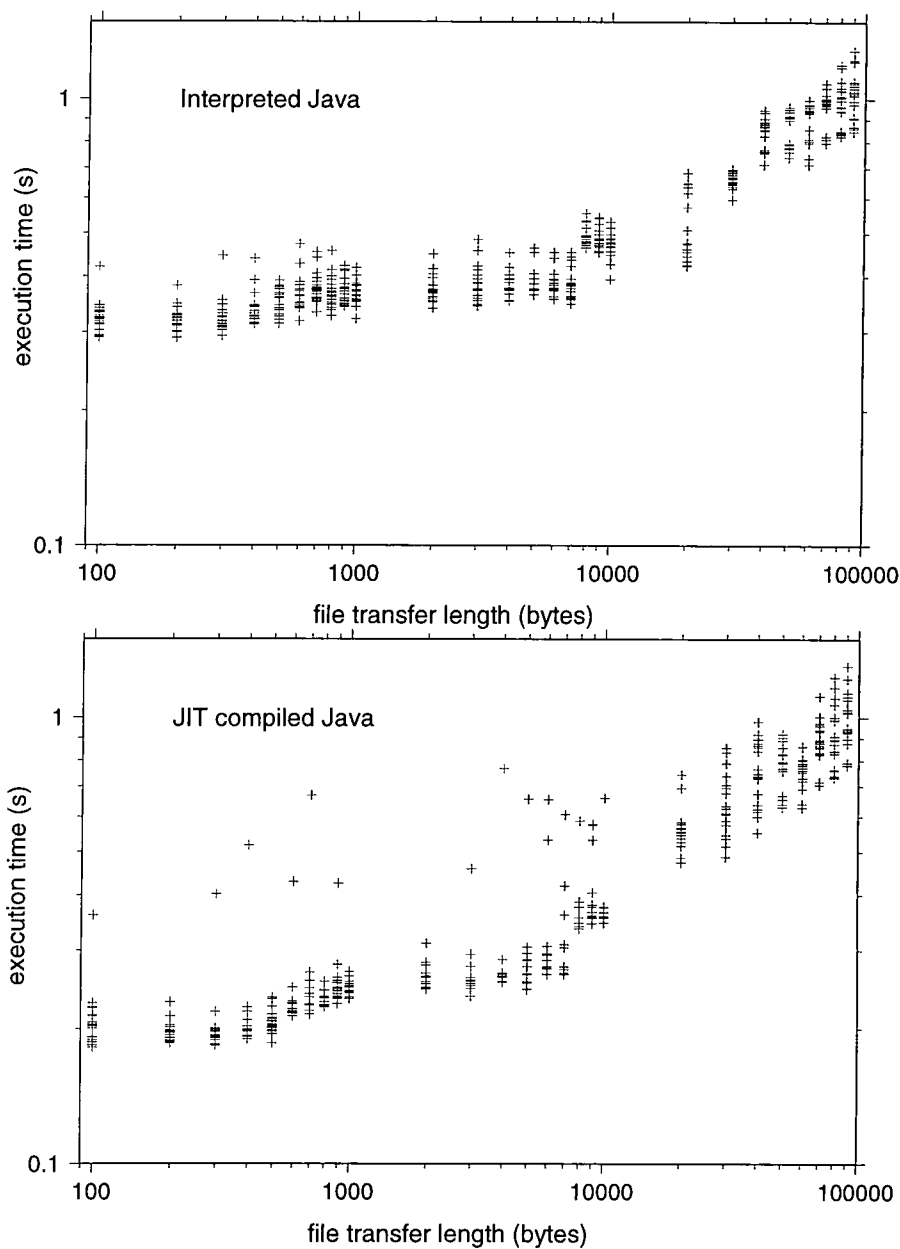 1
Interpreted Java
execution time (s)
0.1
100 1000 10000 100000
file transfer length (bytes)
1
JIT compiled Java
execution time (s)
0.1
100 1000 10000 100000
file transfer length (bytes)